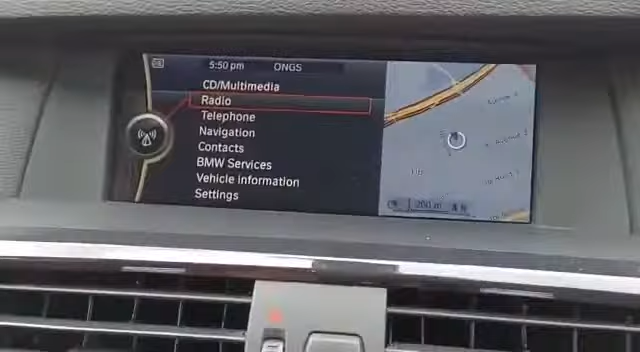 5:50 pm ONGS
CD/Multimedia
Radio
Telephone
Navigation
Contacts
BMW Services
Vehicle information
Settings
200 m